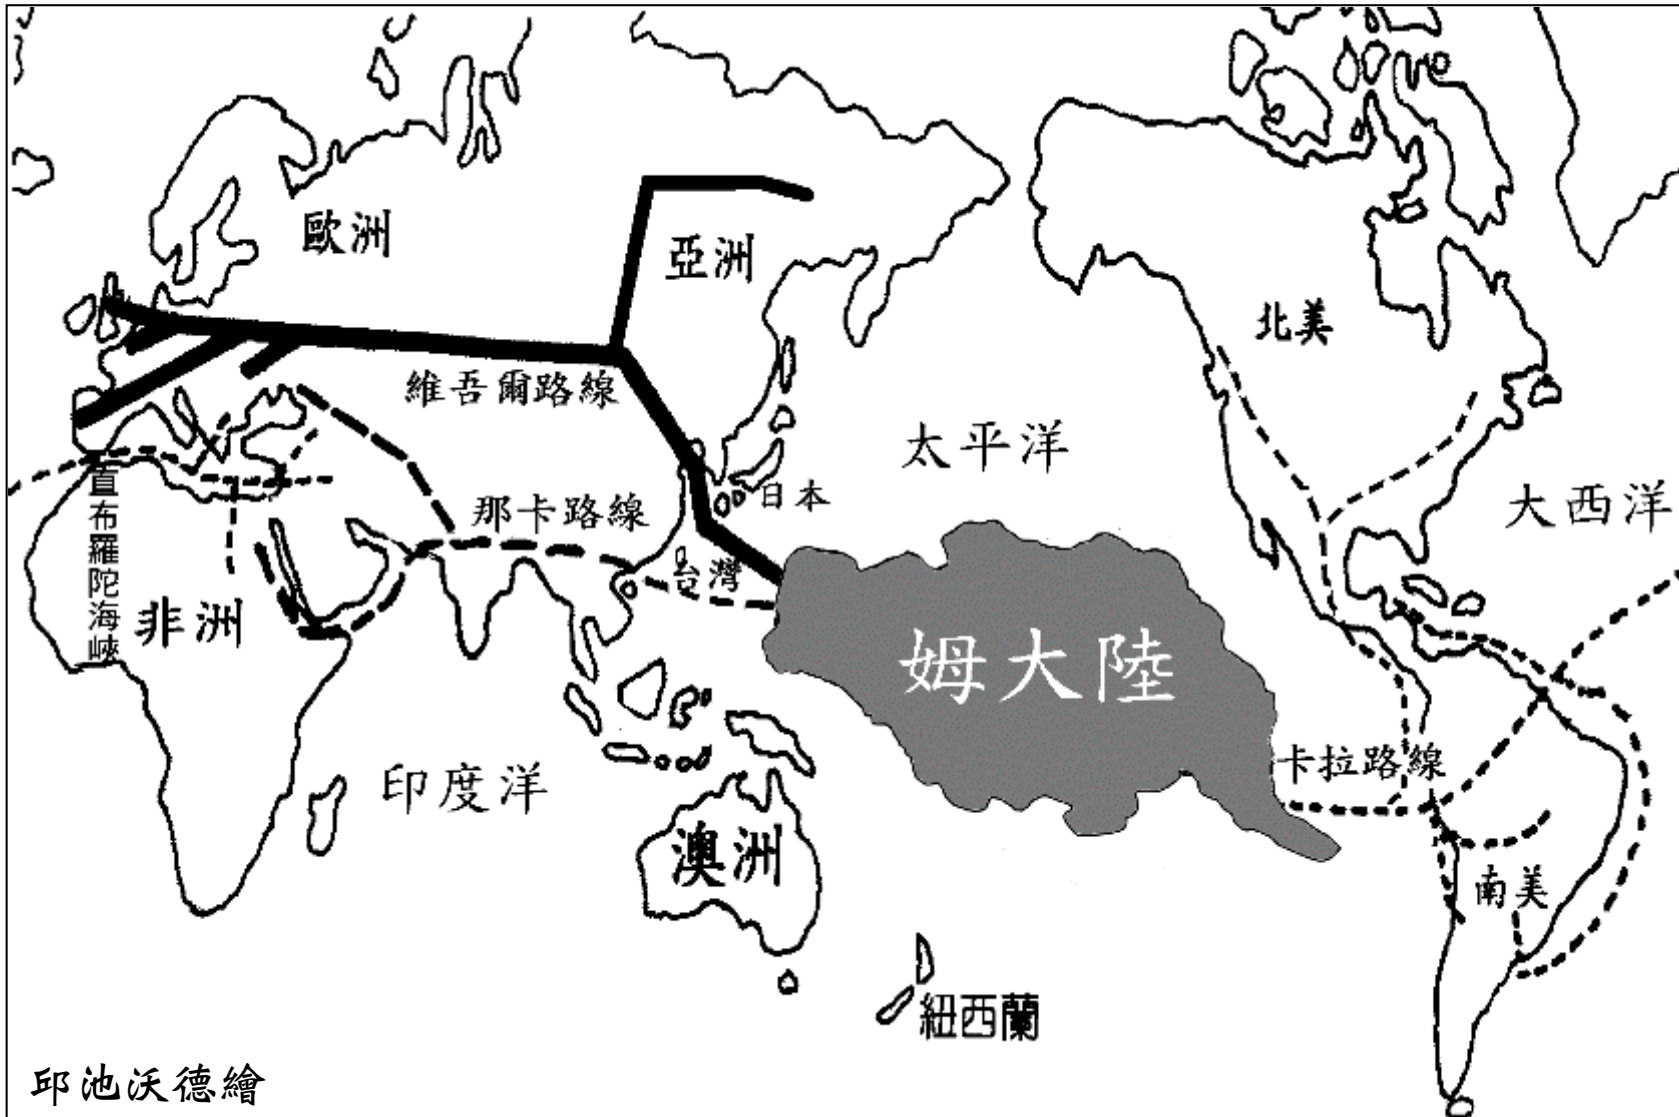 歐洲
亞洲
北美
維吾爾路線
太平洋
大西洋
直布羅陀海峽
那卡路線
日本
台灣
非洲
姆大陸
卡拉路線
印度洋
澳洲
南美
紐西蘭
邱池沃德繪